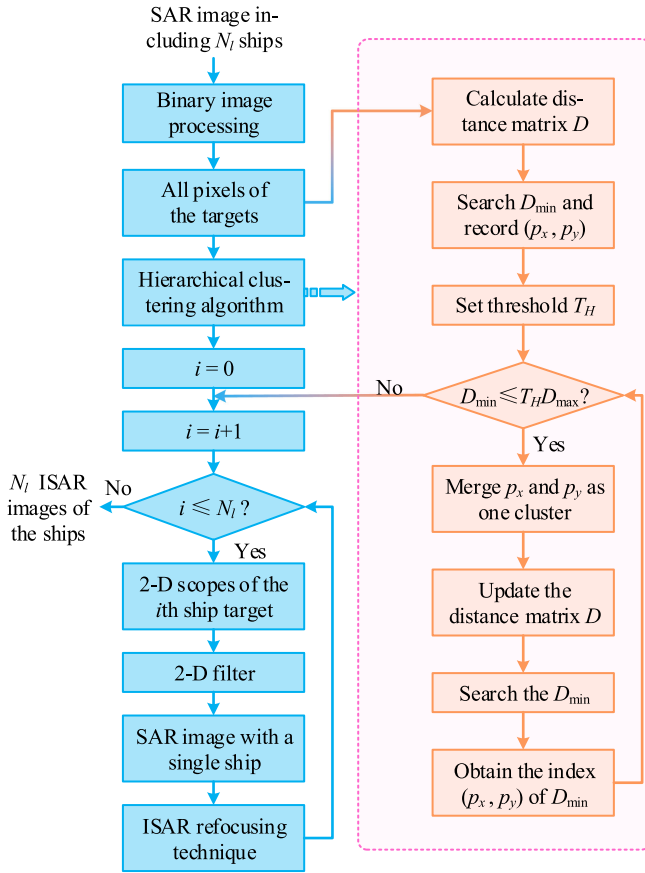 SAR image in-
cluding N_l ships
Binary image
processing
All pixels of
the targets
Hierarchical clus-
tering algorithm
i = 0
i = i+1
i ≤ N_l ?
No
Yes
N_l ISAR
images of
the ships
2-D scopes of the
ith ship target
2-D filter
SAR image with a
single ship
ISAR refocusing
technique
Calculate dis-
tance matrix D
Search D_min and
record (p_x , p_y)
Set threshold T_H
D_min ≤ T_H D_max ?
No
Yes
Merge p_x and p_y as
one cluster
Update the
distance matrix D
Search the D_min
Obtain the index
(p_x , p_y) of D_min